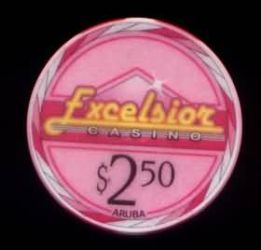 Excelsior
CASINO
$2.50
ARUBA